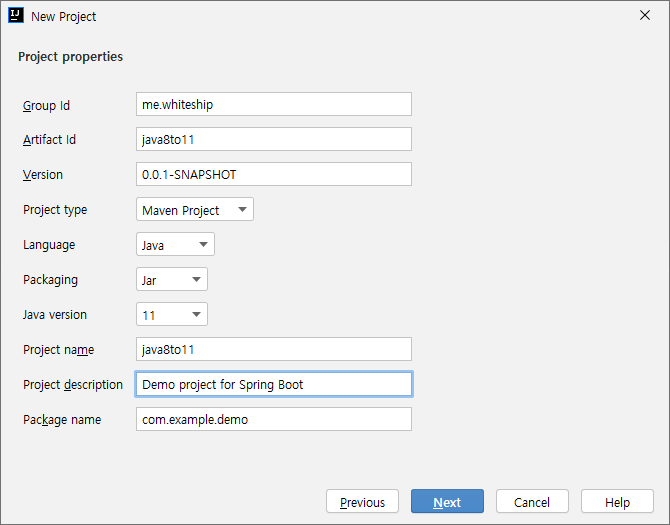 IJ New Project
Project properties
Group Id me.whiteship
Artifact Id java8to11
Version 0.0.1-SNAPSHOT
Project type Maven Project
Language Java
Packaging Jar
Java version 11
Project name java8to11
Project description Demo project for Spring Boot
Package name com.example.demo
Previous Next Cancel Help